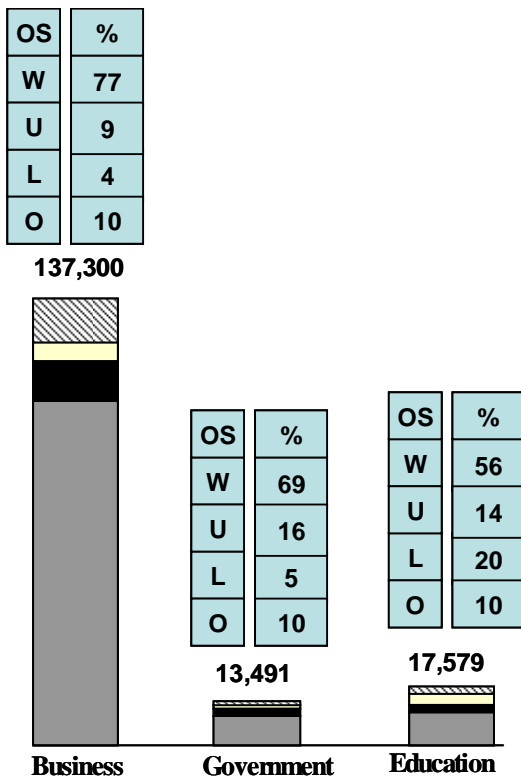 OS %
W 77
U 9
L 4
O 10
137,300
OS %
W 69
U 16
L 5
O 10
13,491
OS %
W 56
U 14
L 20
O 10
17,579
Business
Government
Education